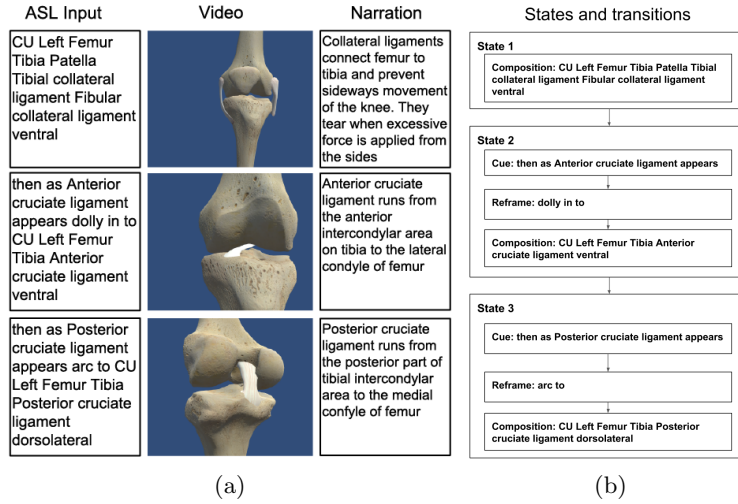 ASL Input
Video
Narration
CU Left Femur
Tibia Patella
Tibial collateral
ligament Fibular
collateral ligament
ventral
Collateral ligaments
connect femur to
tibia and prevent
sideways movement
of the knee. They
tear when excessive
force is applied from
the sides
then as Anterior
cruciate ligament
appears dolly in to
CU Left Femur
Tibia Anterior
cruciate ligament
ventral
Anterior cruciate
ligament runs from
the anterior
intercondylar area
on tibia to the lateral
condyle of femur
then as Posterior
cruciate ligament
appears arc to CU
Left Femur Tibia
Posterior cruciate
ligament
dorsolateral
Posterior cruciate
ligament runs from
the posterior part of
tibial intercondylar
area to the medial
confyle of femur
(a)
States and transitions
State 1
Composition: CU Left Femur Tibia Patella Tibial
collateral ligament Fibular collateral ligament
ventral
State 2
Cue: then as Anterior cruciate ligament appears
Reframe: dolly in to
Composition: CU Left Femur Tibia Anterior
cruciate ligament ventral
State 3
Cue: then as Posterior cruciate ligament appears
Reframe: arc to
Composition: CU Left Femur Tibia Posterior
cruciate ligament dorsolateral
(b)